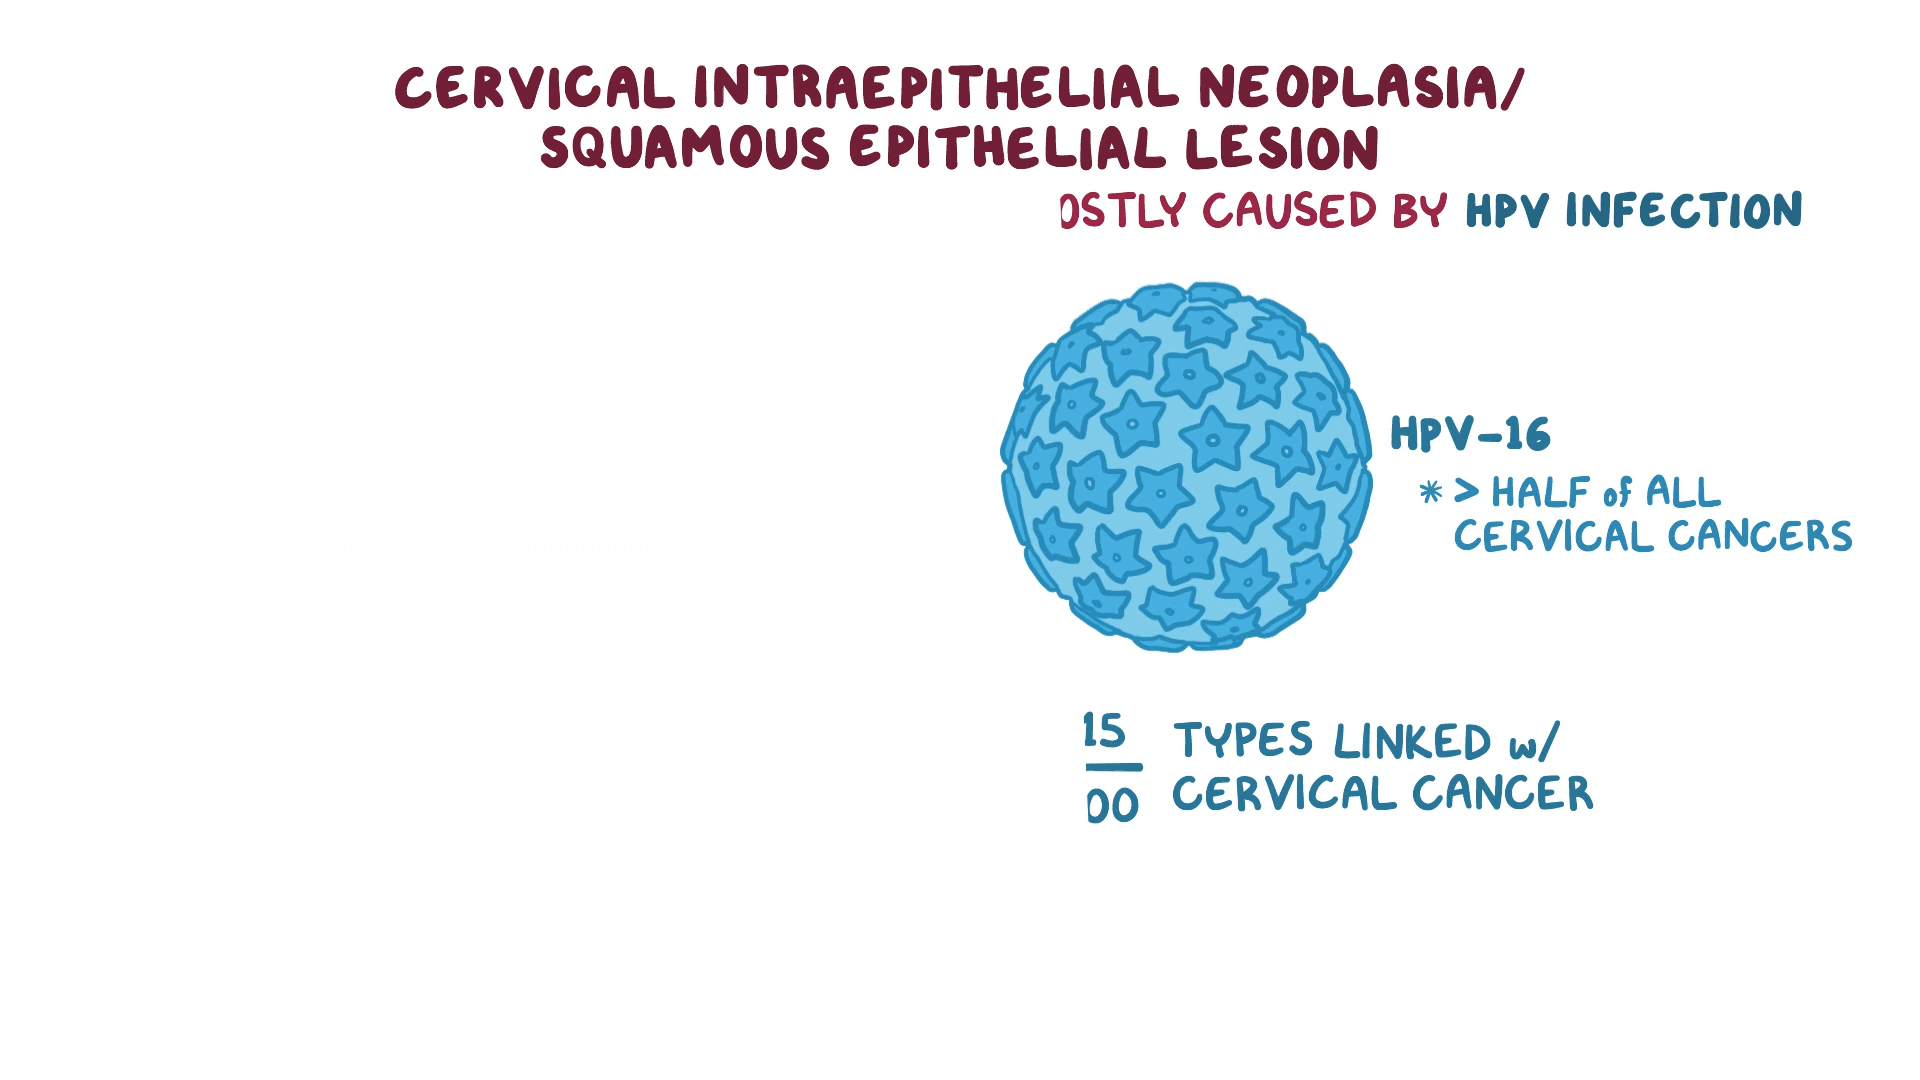 CERVICAL INTRAEPITHELIAL NEOPLASIA/
SQUAMOUS EPITHELIAL LESION
OSTLY CAUSED BY HPV INFECTION
HPV-16
* > HALF of ALL
CERVICAL CANCERS
15
00
TYPES LINKED w/
CERVICAL CANCER